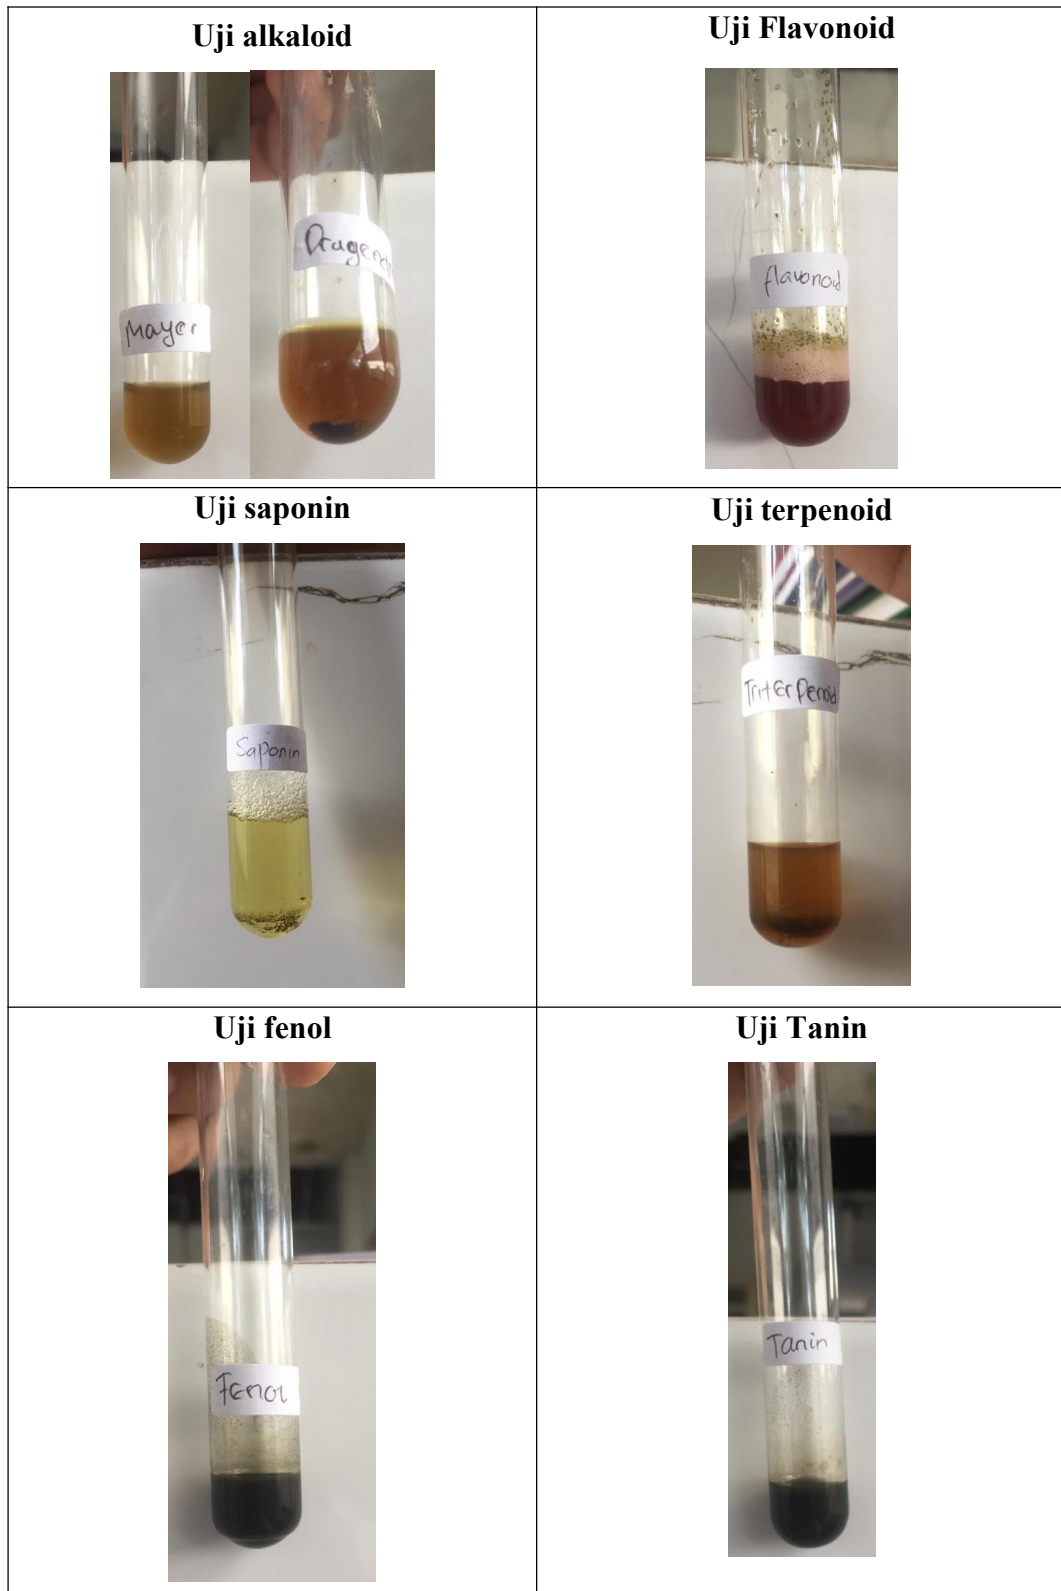 Uji alkaloid
Mayer
Uji Flavonoid
flavonoid
Uji saponin
Saponin
Uji terpenoid
Triterpenoid
Uji fenol
Fenol
Uji Tanin
Tanin